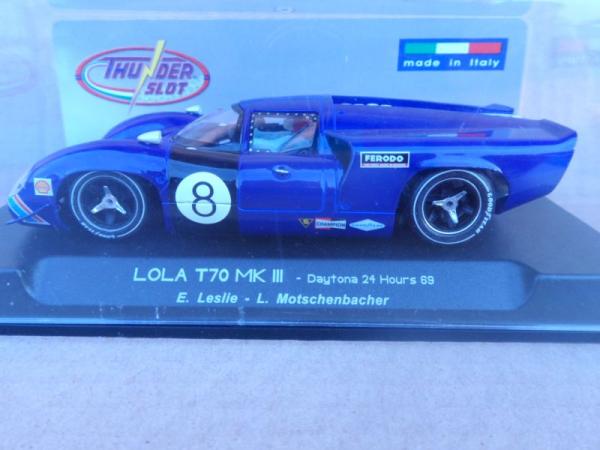 THUNDER
SLOT
made in Italy
FERODO
8
CHAMPION
GOODYEAR
LOLA T70 MK III - Daytona 24 Hours 69
E. Leslie - L. Motschenbacher